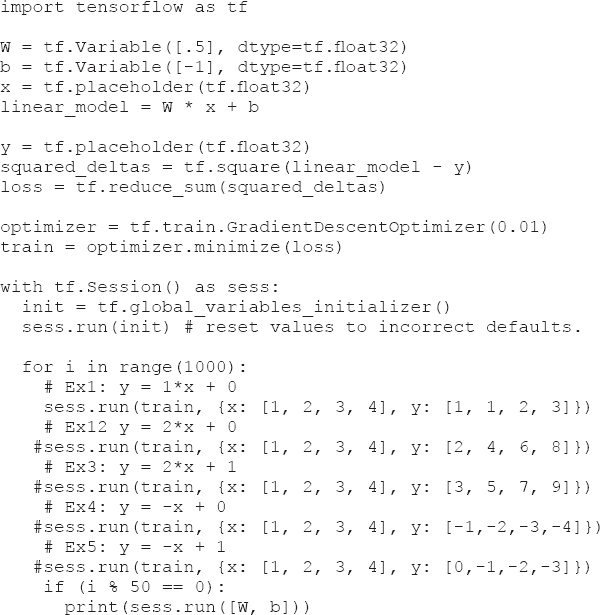 import tensorflow as tf
W = tf.Variable([.5], dtype=tf.float32)
b = tf.Variable([-1], dtype=tf.float32)
x = tf.placeholder(tf.float32)
linear_model = W * x + b
y = tf.placeholder(tf.float32)
squared_deltas = tf.square(linear_model - y)
loss = tf.reduce_sum(squared_deltas)
optimizer = tf.train.GradientDescentOptimizer(0.01)
train = optimizer.minimize(loss)
with tf.Session() as sess:
  init = tf.global_variables_initializer()
  sess.run(init) # reset values to incorrect defaults.
  for i in range(1000):
    # Ex1: y = 1*x + 0
    sess.run(train, {x: [1, 2, 3, 4], y: [1, 1, 2, 3]})
    # Ex12 y = 2*x + 0
   #sess.run(train, {x: [1, 2, 3, 4], y: [2, 4, 6, 8]})
    # Ex3: y = 2*x + 1
   #sess.run(train, {x: [1, 2, 3, 4], y: [3, 5, 7, 9]})
    # Ex4: y = -x + 0
   #sess.run(train, {x: [1, 2, 3, 4], y: [-1,-2,-3,-4]})
    # Ex5: y = -x + 1
   #sess.run(train, {x: [1, 2, 3, 4], y: [0,-1,-2,-3]})
    if (i % 50 == 0):
      print(sess.run([W, b]))